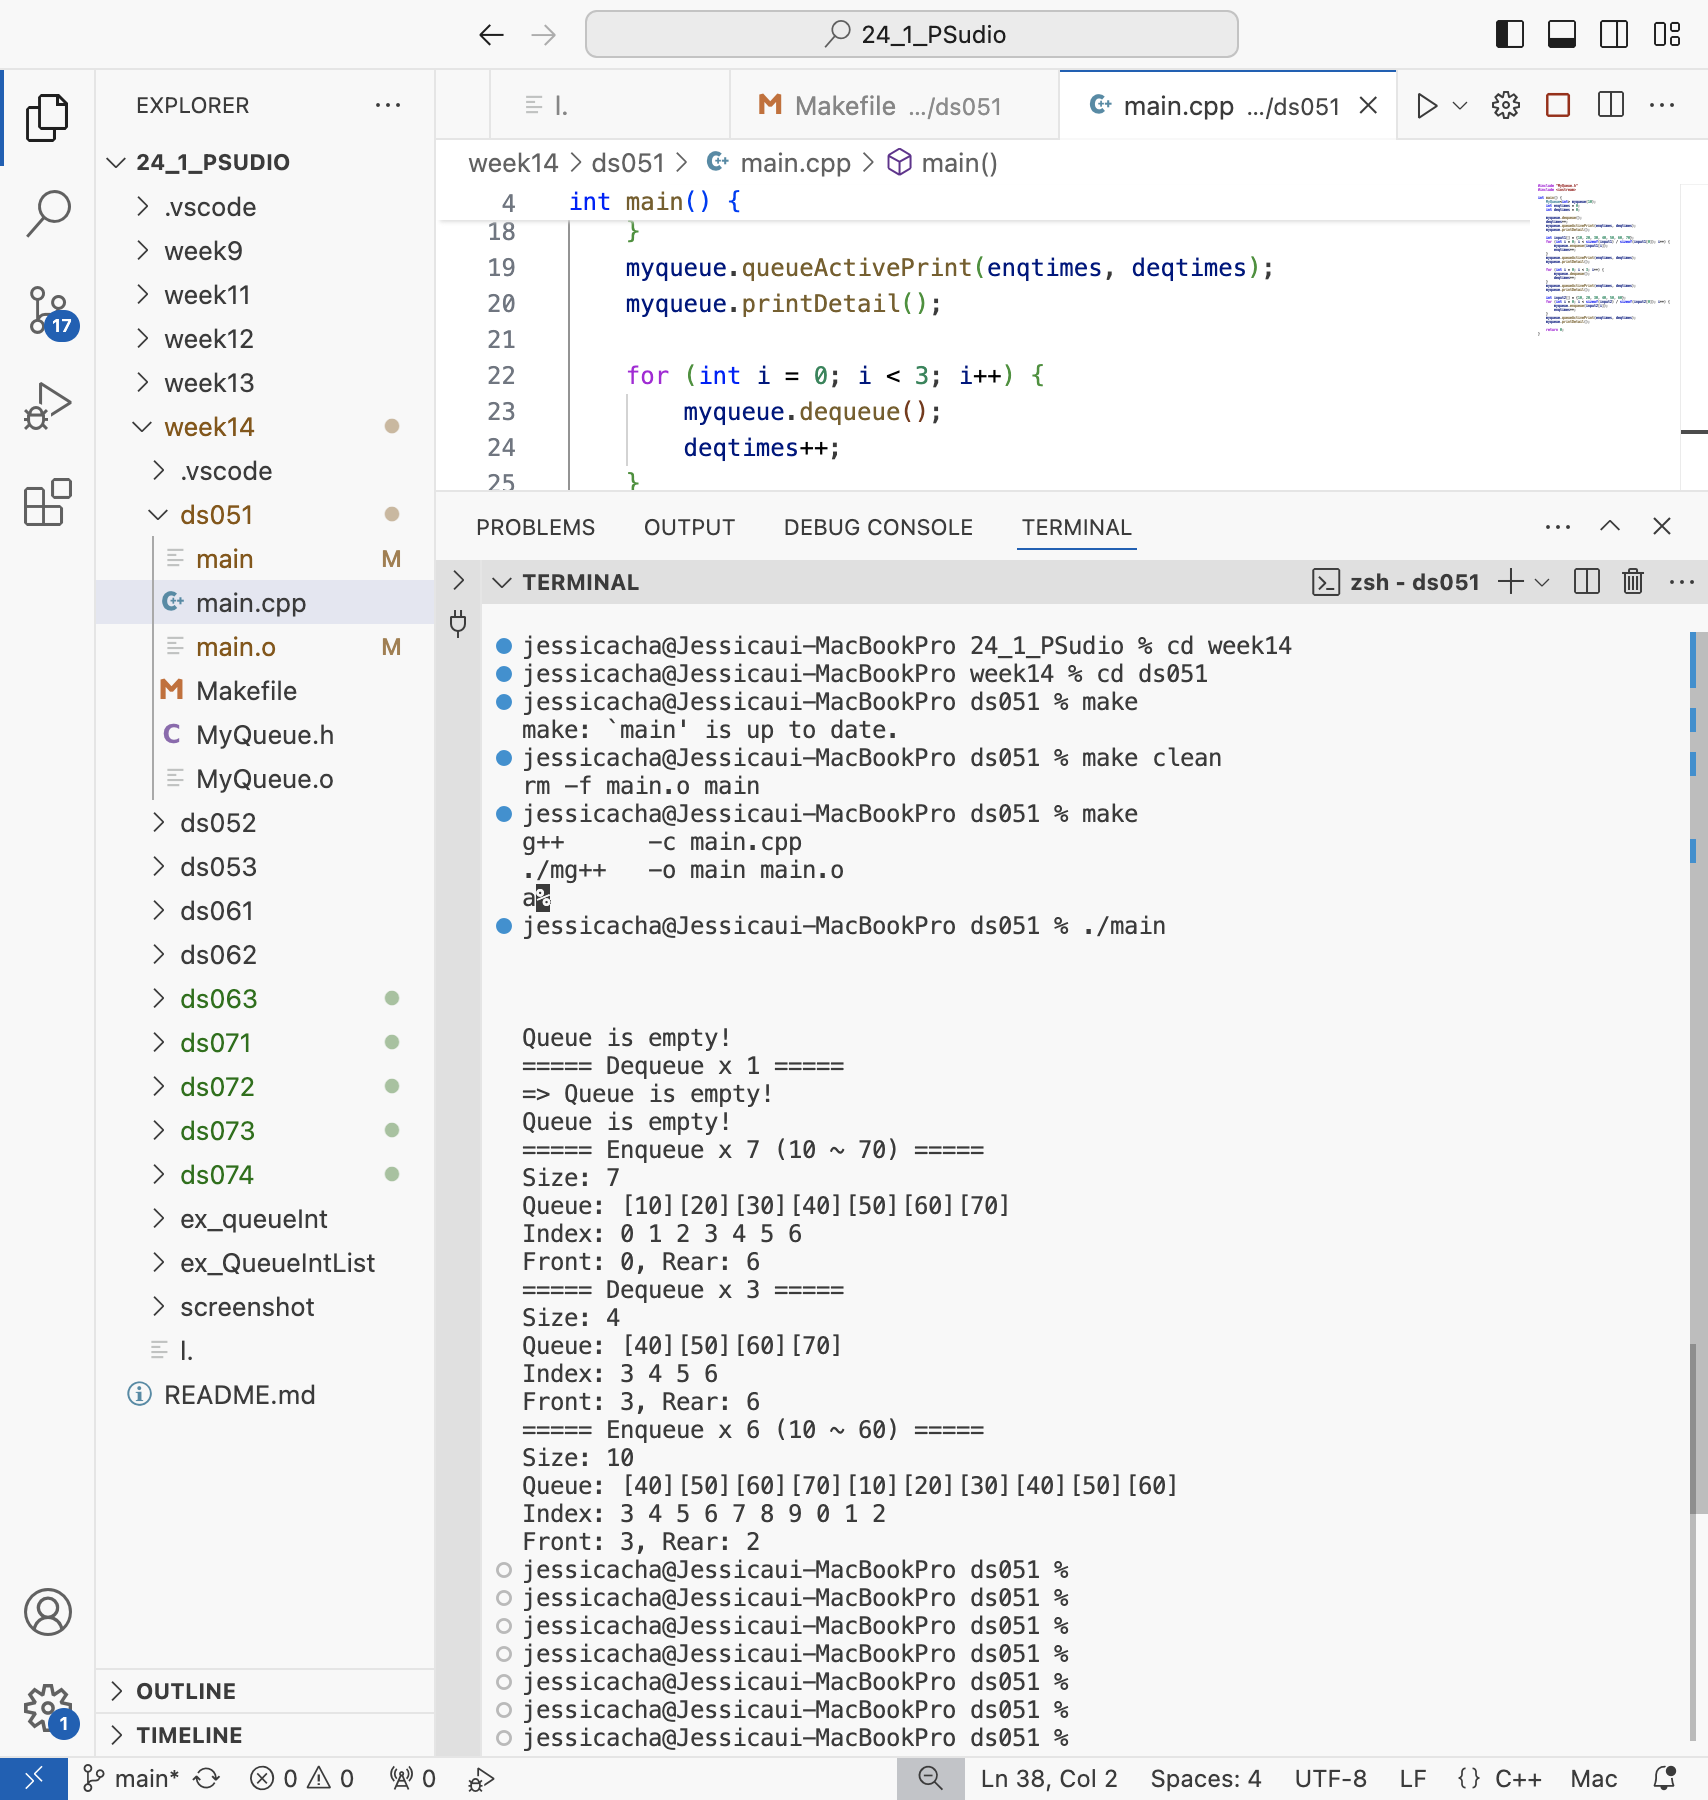 24_1_PSudio
EXPLORER
24_1_PSUDIO
.vscode
week9
week11
week12
week13
week14
.vscode
ds051
main M
main.cpp
main.o M
Makefile
MyQueue.h
MyQueue.o
ds052
ds053
ds061
ds062
ds063
ds071
ds072
ds073
ds074
ex_queueInt
ex_QueueIntList
screenshot
l.
README.md
OUTLINE
TIMELINE
17
1
l.
Makefile .../ds051
main.cpp .../ds051
week14 > ds051 > main.cpp > main()
4 int main() {
18 }
19 myqueue.queueActivePrint(enqtimes, deqtimes);
20 myqueue.printDetail();
21
22 for (int i = 0; i < 3; i++) {
23 myqueue.dequeue();
24 deqtimes++;
25 }
PROBLEMS OUTPUT DEBUG CONSOLE TERMINAL
TERMINAL zsh - ds051
jessicacha@Jessicaui-MacBookPro 24_1_PSudio % cd week14
jessicacha@Jessicaui-MacBookPro week14 % cd ds051
jessicacha@Jessicaui-MacBookPro ds051 % make
make: `main' is up to date.
jessicacha@Jessicaui-MacBookPro ds051 % make clean
rm -f main.o main
jessicacha@Jessicaui-MacBookPro ds051 % make
g++ -c main.cpp
./mg++ -o main main.o
a%
jessicacha@Jessicaui-MacBookPro ds051 % ./main
Queue is empty!
===== Dequeue x 1 =====
=> Queue is empty!
Queue is empty!
===== Enqueue x 7 (10 ~ 70) =====
Size: 7
Queue: [10][20][30][40][50][60][70]
Index: 0 1 2 3 4 5 6
Front: 0, Rear: 6
===== Dequeue x 3 =====
Size: 4
Queue: [40][50][60][70]
Index: 3 4 5 6
Front: 3, Rear: 6
===== Enqueue x 6 (10 ~ 60) =====
Size: 10
Queue: [40][50][60][70][10][20][30][40][50][60]
Index: 3 4 5 6 7 8 9 0 1 2
Front: 3, Rear: 2
jessicacha@Jessicaui-MacBookPro ds051 %
jessicacha@Jessicaui-MacBookPro ds051 %
jessicacha@Jessicaui-MacBookPro ds051 %
jessicacha@Jessicaui-MacBookPro ds051 %
jessicacha@Jessicaui-MacBookPro ds051 %
jessicacha@Jessicaui-MacBookPro ds051 %
jessicacha@Jessicaui-MacBookPro ds051 %
main* 0 0 0 Ln 38, Col 2 Spaces: 4 UTF-8 LF {} C++ Mac